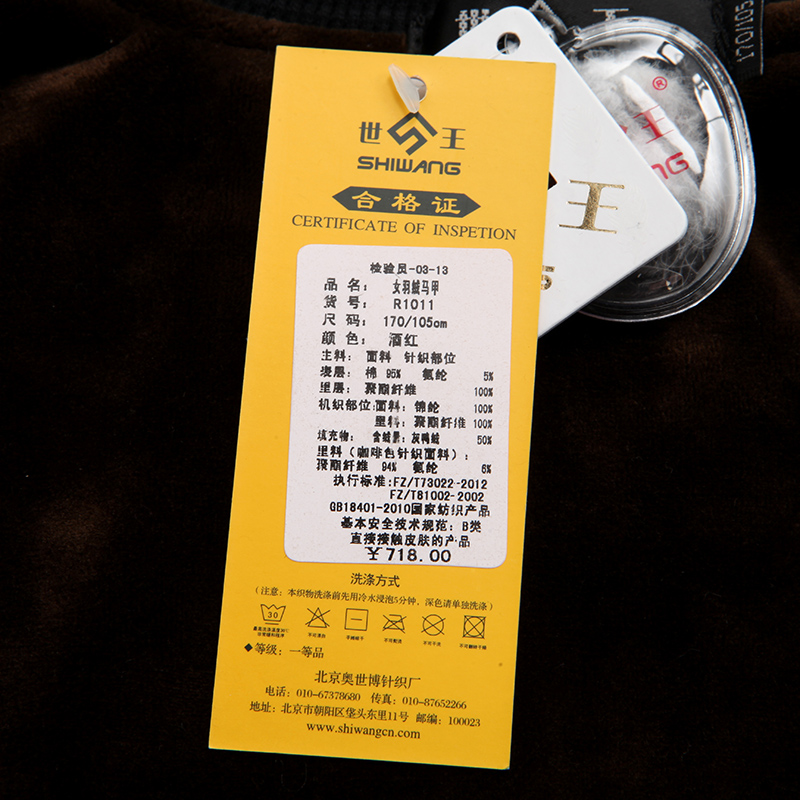 世王
SHIWANG
合格证
CERTIFICATE OF INSPETION
检验员-03-13
品 名: 女羽绒马甲
货 号: R1011
尺 码: 170/105cm
颜 色: 酒红
主料: 面料 针织部位
棉 95% 氨纶 5%
里层: 聚酯纤维 100%
机织部位:面料: 锦纶 100%
里料: 聚酯纤维 100%
填充物: 含绒量: 灰鸭绒 50%
里料(咖啡色针织面料):
聚酯纤维 94% 氨纶 6%
执行标准:FZ/T73022-2012
FZ/T81002-2002
GB18401-2010国家纺织产品
基本安全技术规范: B类
直接接触皮肤的产品
¥718.00
洗涤方式
(注意: 本织物洗涤前先用冷水浸泡5分钟, 深色请单独洗涤)
30
◆等级: 一等品
北京奥世博针织厂
电话: 010-67378680 传真: 010-87652266
地址: 北京市朝阳区垡头东里11号 邮编: 100023
www.shiwangcn.com
王
®
王
170/105